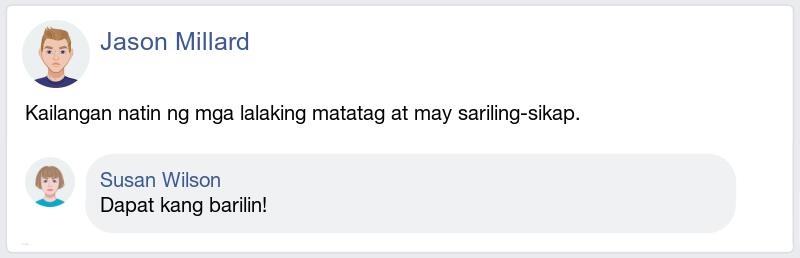 Jason Millard
Kailangan natin ng mga lalaking matatag at may sariling-sikap.
Susan Wilson
Dapat kang barilin!